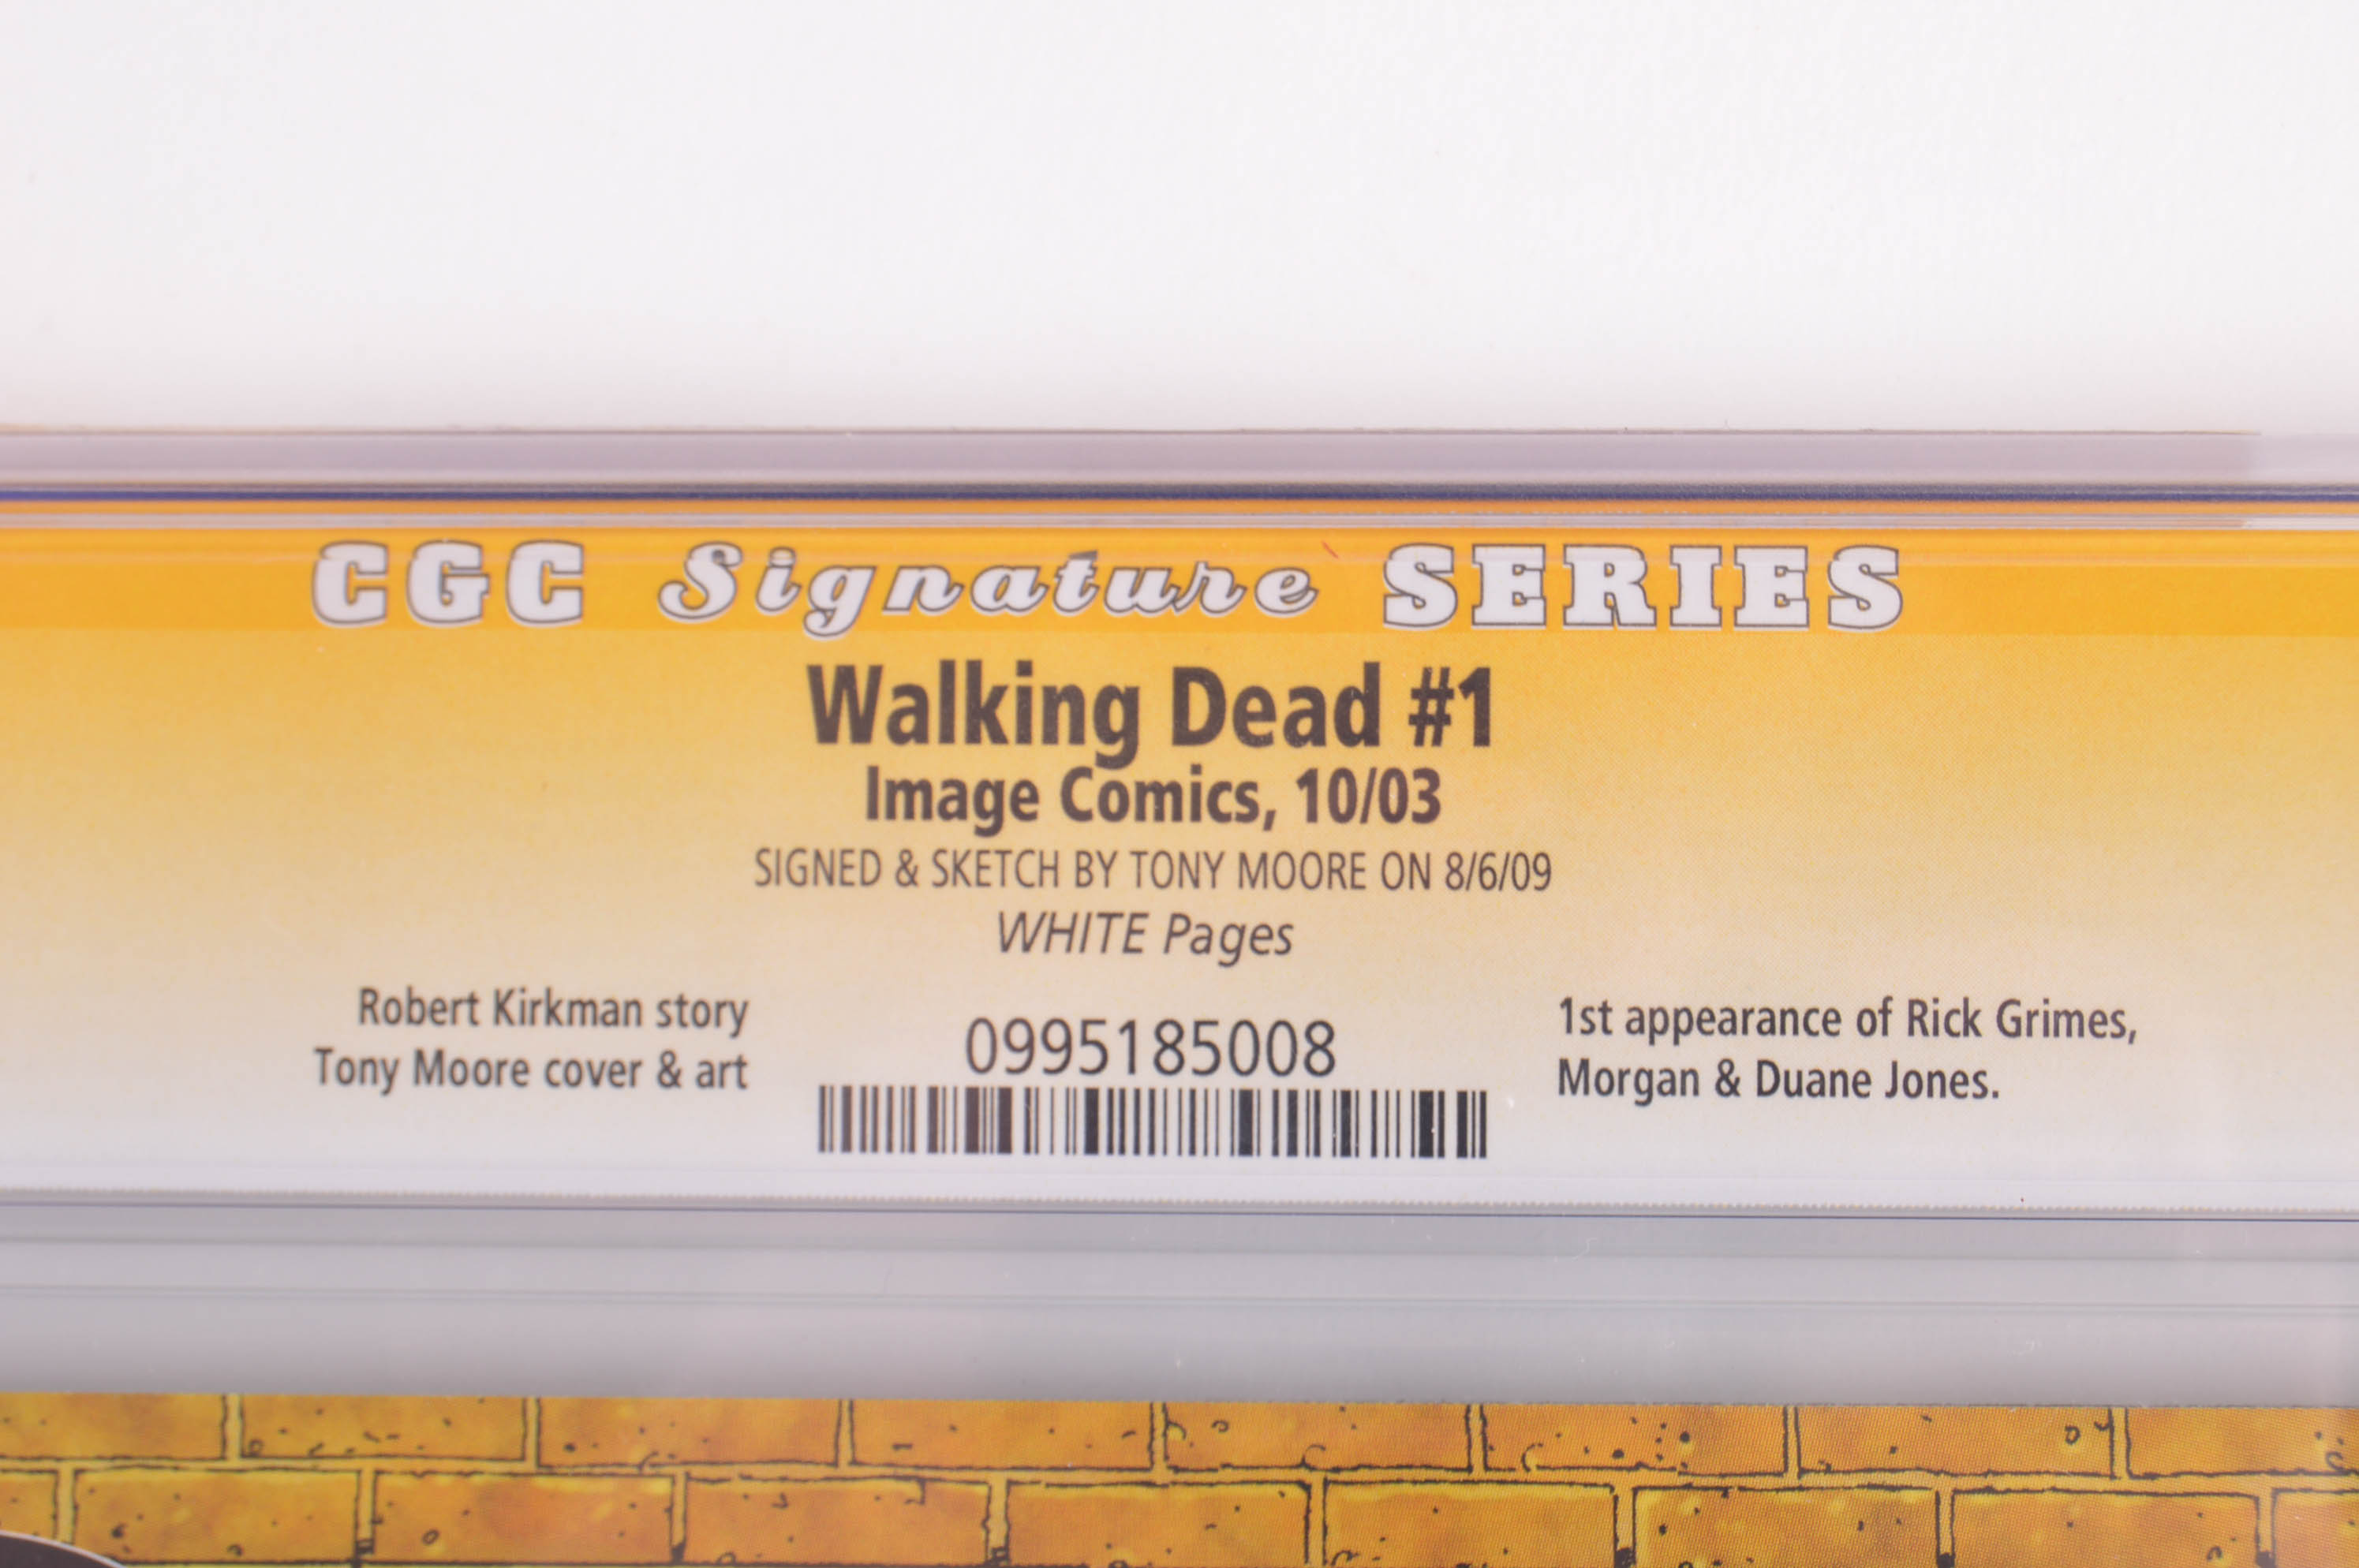 CGC Signature SERIES
Walking Dead #1
Image Comics, 10/03
SIGNED & SKETCH BY TONY MOORE ON 8/6/09
WHITE Pages
Robert Kirkman story
Tony Moore cover & art
0995185008
1st appearance of Rick Grimes,
Morgan & Duane Jones.